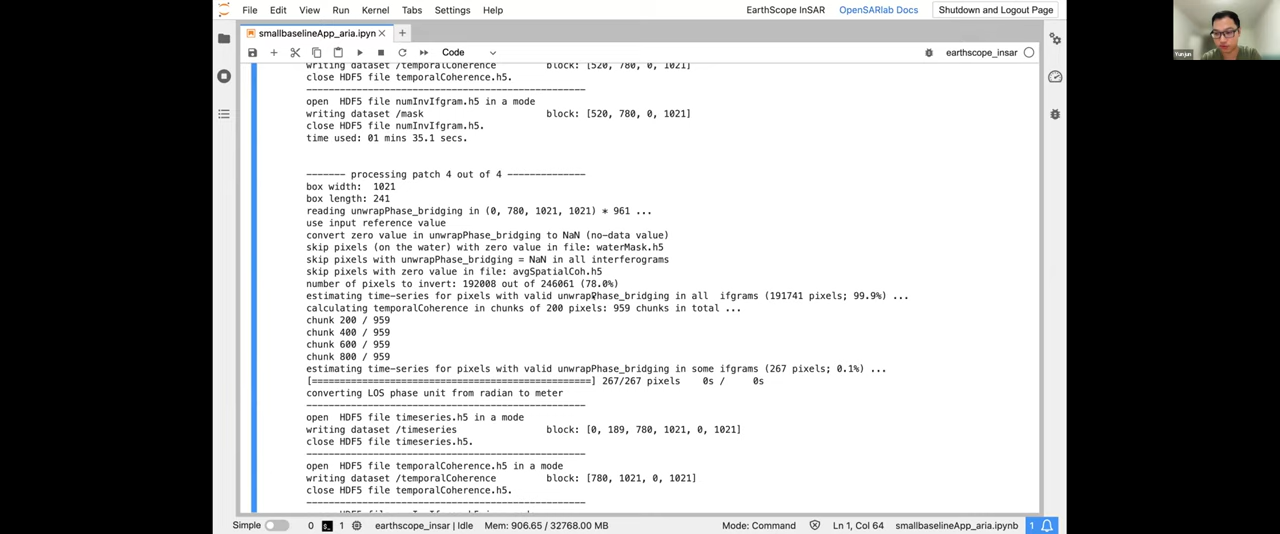 File Edit View Run Kernel Tabs Settings Help EarthScope InSAR OpenSARlab Docs Shutdown and Logout Page
smallbaselineApp_aria.ipyn
Code earthscope_insar
writing dataset /temporalCoherence block: [520, 780, 0, 1021]
close HDF5 file temporalCoherence.h5.
--------------------------------------------------
open HDF5 file numInvIfgram.h5 in a mode
writing dataset /mask block: [520, 780, 0, 1021]
close HDF5 file numInvIfgram.h5.
time used: 01 mins 35.1 secs.
------- processing patch 4 out of 4 --------------
box width: 1021
box length: 241
reading unwrapPhase_bridging in (0, 780, 1021, 1021) * 961 ...
use input reference value
convert zero value in unwrapPhase_bridging to NaN (no-data value)
skip pixels (on the water) with zero value in file: waterMask.h5
skip pixels with unwrapPhase_bridging = NaN in all interferograms
skip pixels with zero value in file: avgSpatialCoh.h5
number of pixels to invert: 192008 out of 246061 (78.0%)
estimating time-series for pixels with valid unwrapPhase_bridging in all ifgrams (191741 pixels; 99.9%) ...
calculating temporalCoherence in chunks of 200 pixels: 959 chunks in total ...
chunk 200 / 959
chunk 400 / 959
chunk 600 / 959
chunk 800 / 959
estimating time-series for pixels with valid unwrapPhase_bridging in some ifgrams (267 pixels; 0.1%) ...
[==================================================] 267/267 pixels 0s / 0s
converting LOS phase unit from radian to meter
--------------------------------------------------
open HDF5 file timeseries.h5 in a mode
writing dataset /timeseries block: [0, 189, 780, 1021, 0, 1021]
close HDF5 file timeseries.h5.
--------------------------------------------------
open HDF5 file temporalCoherence.h5 in a mode
writing dataset /temporalCoherence block: [780, 1021, 0, 1021]
close HDF5 file temporalCoherence.h5.
--------------------------------------------------
Simple 0 1 earthscope_insar | Idle Mem: 906.65 / 32768.00 MB Mode: Command Ln 1, Col 64 smallbaselineApp_aria.ipynb 1
Yunjun